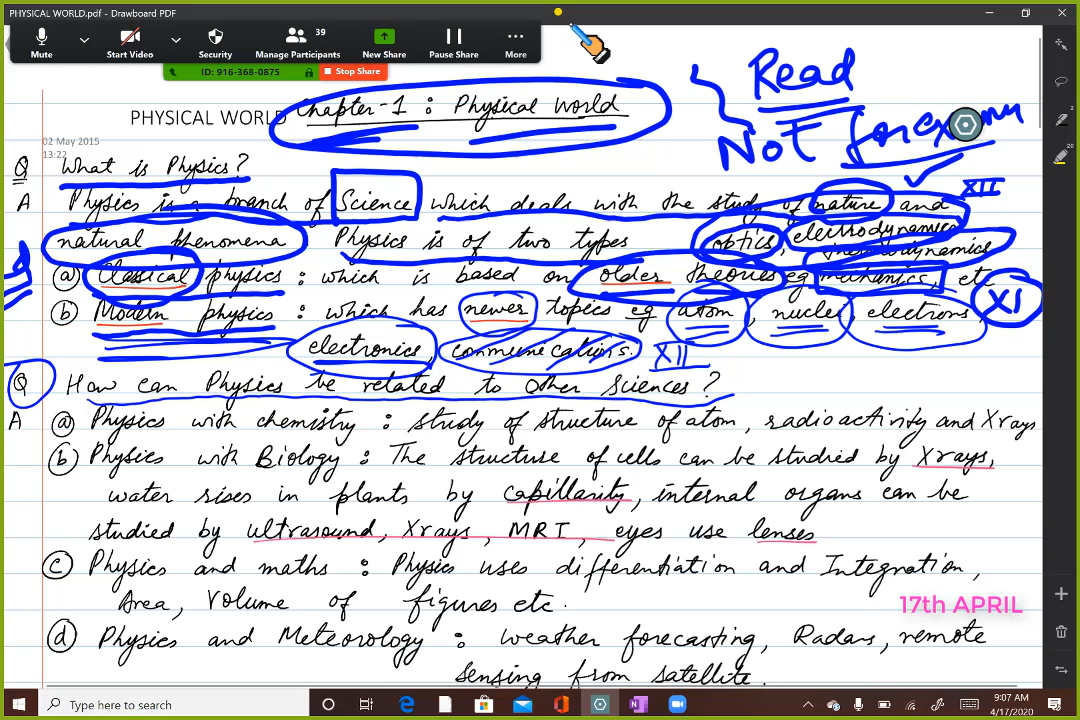 PHYSICAL WORLD.pdf - Drawboard PDF
Mute
Start Video
Security
Manage Participants
39
New Share
Pause Share
More
ID: 916-368-0875
Stop Share
Read
NOT for exam
PHYSICAL WORLD
Chapter-1 : Physical World
02 May 2015
13:22
Q What is Physics?
A Physics is a branch of Science which deals with the study of nature and
XII
natural phenomena Physics is of two types optics, electrodynamics
thermodynamics
(a) Classical physics : which is based on older theories eg mechanics, etc
XI
(b) Modern physics : which has newer topics eg atom, nuclei, electrons,
electronics, communications.
XII
Q How can Physics be related to other Sciences?
A (a) Physics with chemistry : study of structure of atom, radioactivity and Xrays
(b) Physics with Biology : The structure of cells can be studied by Xrays,
water rises in plants by capillarity, internal organs can be
studied by ultrasound, Xrays, MRI, eyes use lenses
(c) Physics and maths : Physics uses differentiation and Integration,
Area, Volume of figures etc.
17th APRIL
(d) Physics and Meteorology : weather forecasting, Radars, remote
sensing from satellite.
Type here to search
9:07 AM
4/17/2020